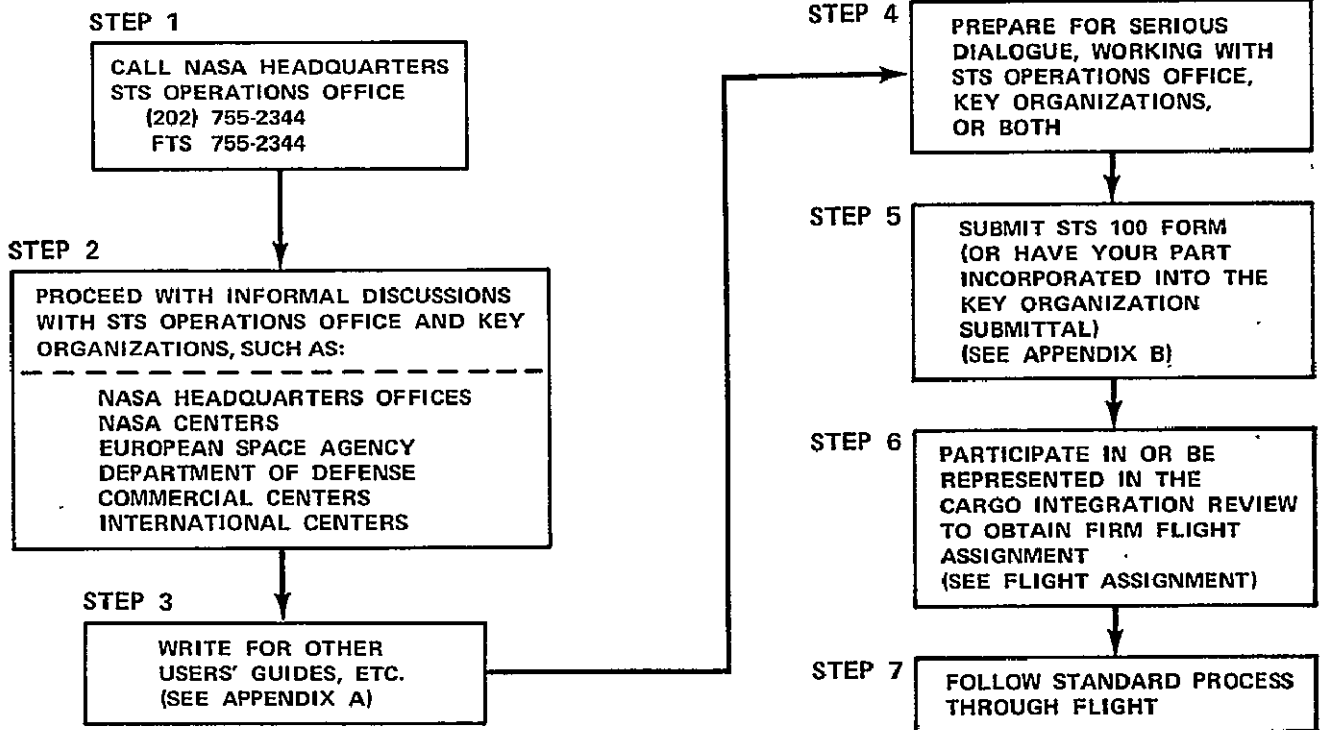 STEP 1
CALL NASA HEADQUARTERS
STS OPERATIONS OFFICE
(202) 755-2344
FTS 755-2344
STEP 2
PROCEED WITH INFORMAL DISCUSSIONS
WITH STS OPERATIONS OFFICE AND KEY
ORGANIZATIONS, SUCH AS:
NASA HEADQUARTERS OFFICES
NASA CENTERS
EUROPEAN SPACE AGENCY
DEPARTMENT OF DEFENSE
COMMERCIAL CENTERS
INTERNATIONAL CENTERS
STEP 3
WRITE FOR OTHER
USERS' GUIDES, ETC.
(SEE APPENDIX A)
STEP 4
PREPARE FOR SERIOUS
DIALOGUE, WORKING WITH
STS OPERATIONS OFFICE,
KEY ORGANIZATIONS,
OR BOTH
STEP 5
SUBMIT STS 100 FORM
(OR HAVE YOUR PART
INCORPORATED INTO THE
KEY ORGANIZATION
SUBMITTAL)
(SEE APPENDIX B)
STEP 6
PARTICIPATE IN OR BE
REPRESENTED IN THE
CARGO INTEGRATION REVIEW
TO OBTAIN FIRM FLIGHT
ASSIGNMENT
(SEE FLIGHT ASSIGNMENT)
STEP 7
FOLLOW STANDARD PROCESS
THROUGH FLIGHT